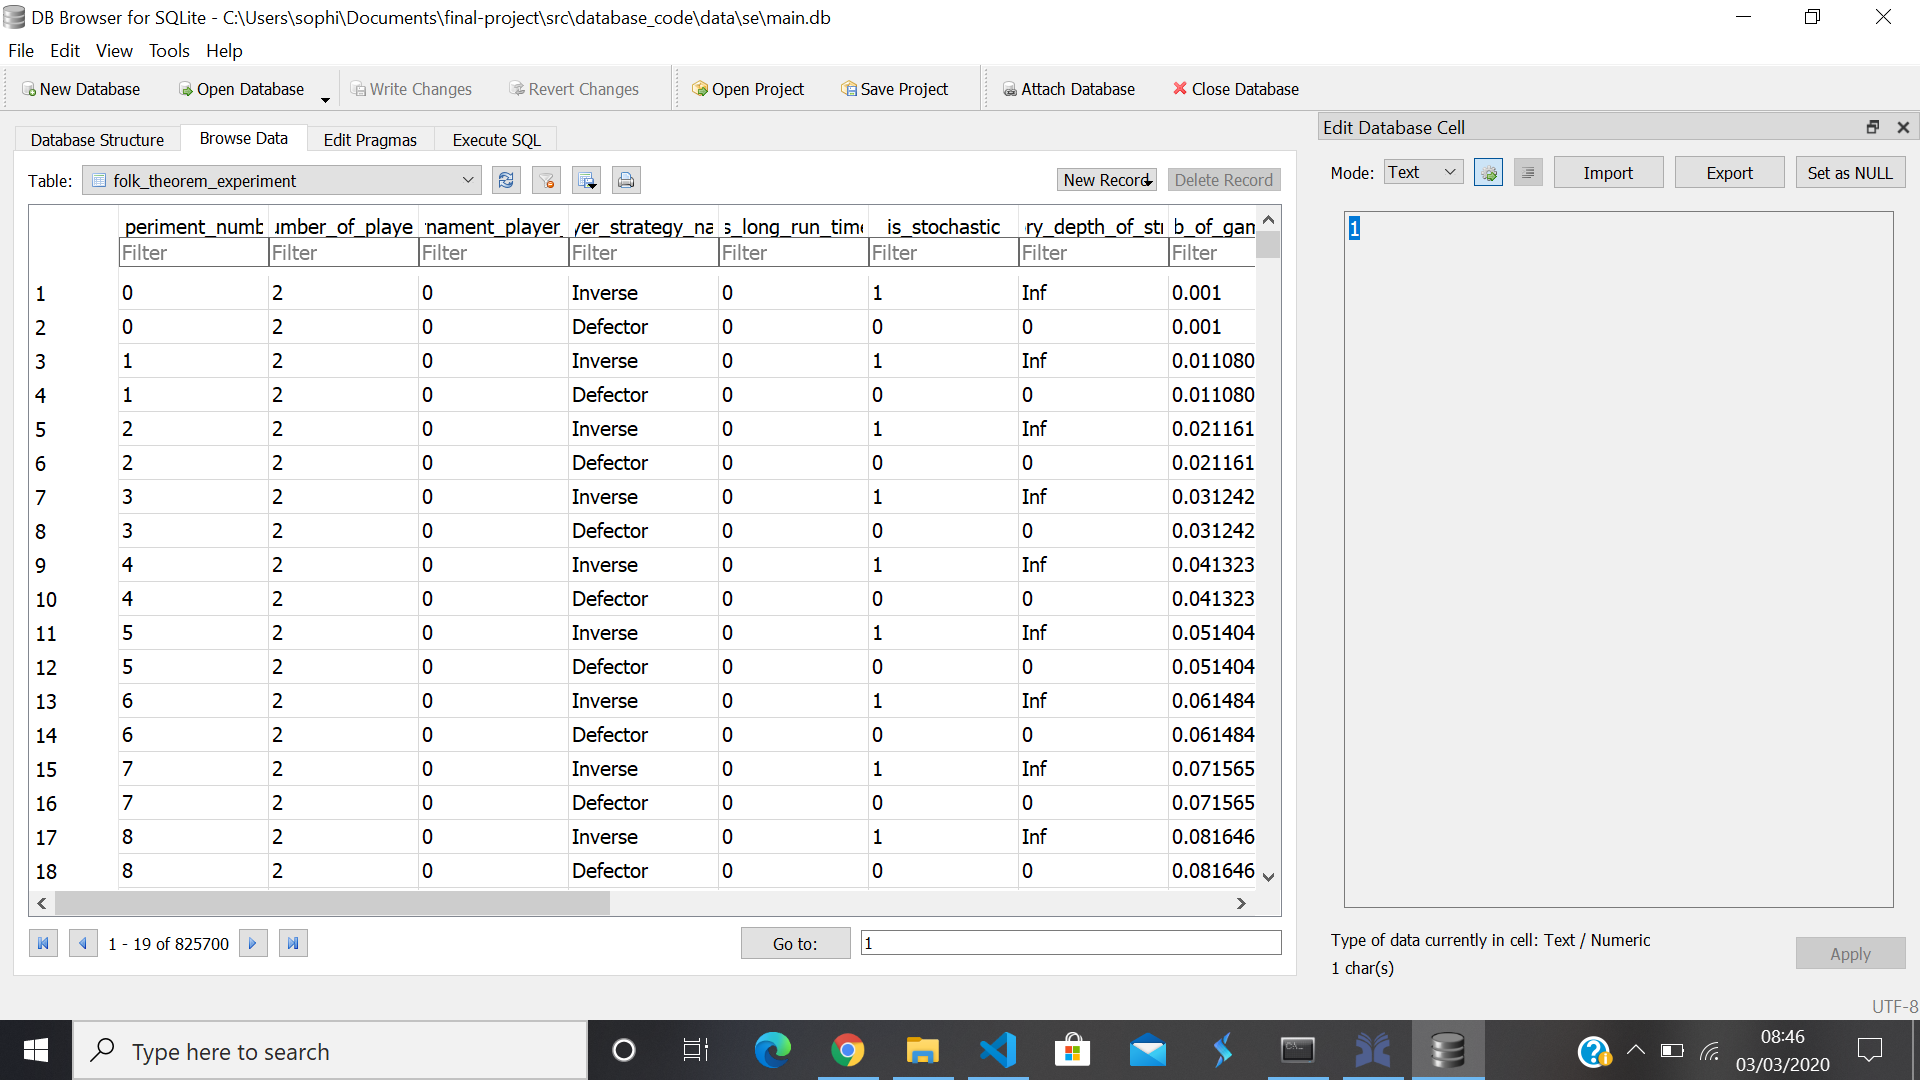 DB Browser for SQLite - C:\Users\sophi\Documents\final-project\src\database_code\data\se\main.db
File Edit View Tools Help
New Database Open Database Write Changes Revert Changes Open Project Save Project Attach Database Close Database
Database Structure Browse Data Edit Pragmas Execute SQL
Table: folk_theorem_experiment New Record Delete Record
periment_numb umber_of_playe rnament_player_ yer_strategy_na s_long_run_time is_stochastic ry_depth_of_str b_of_gam
Filter Filter Filter Filter Filter Filter Filter Filter
1 0 2 0 Inverse 0 1 Inf 0.001
2 0 2 0 Defector 0 0 0 0.001
3 1 2 0 Inverse 0 1 Inf 0.011080
4 1 2 0 Defector 0 0 0 0.011080
5 2 2 0 Inverse 0 1 Inf 0.021161
6 2 2 0 Defector 0 0 0 0.021161
7 3 2 0 Inverse 0 1 Inf 0.031242
8 3 2 0 Defector 0 0 0 0.031242
9 4 2 0 Inverse 0 1 Inf 0.041323
10 4 2 0 Defector 0 0 0 0.041323
11 5 2 0 Inverse 0 1 Inf 0.051404
12 5 2 0 Defector 0 0 0 0.051404
13 6 2 0 Inverse 0 1 Inf 0.061484
14 6 2 0 Defector 0 0 0 0.061484
15 7 2 0 Inverse 0 1 Inf 0.071565
16 7 2 0 Defector 0 0 0 0.071565
17 8 2 0 Inverse 0 1 Inf 0.081646
18 8 2 0 Defector 0 0 0 0.081646
1 - 19 of 825700 Go to: 1
Edit Database Cell
Mode: Text Import Export Set as NULL
1
Type of data currently in cell: Text / Numeric
1 char(s)
Apply
UTF-8
Type here to search
08:46
03/03/2020